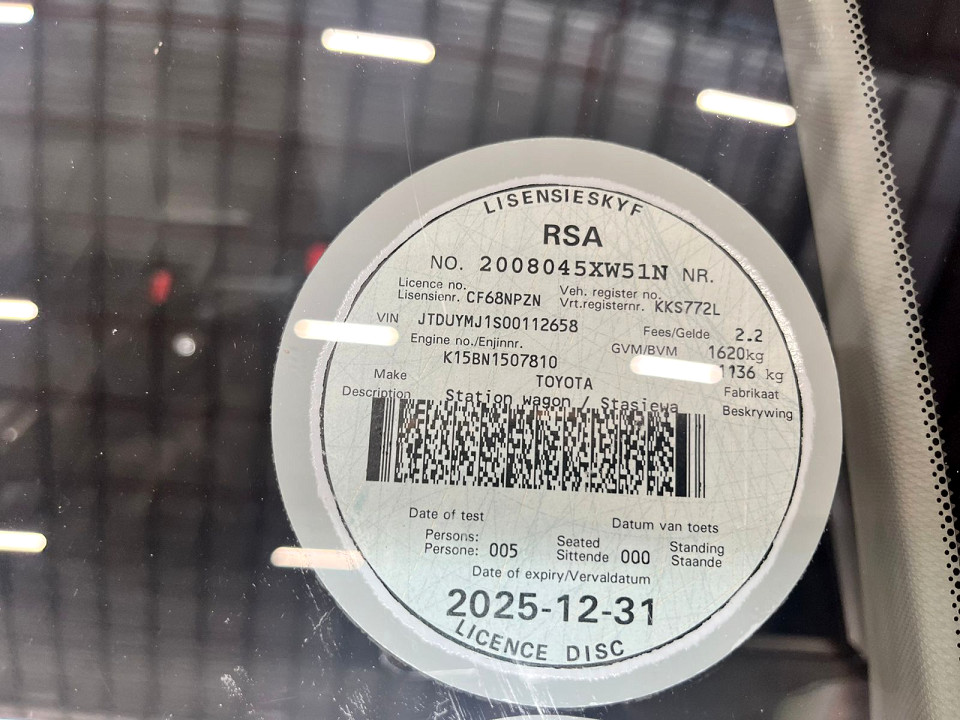 LISENSIESKYF
RSA
NO. 2008045XW51N NR.
Licence no. Veh. register no.
Lisensienr. CF68NPZN Vrt.registernr. KKS772L
VIN JTDUYMJ1S00112658 Fees/Gelde 2.2
Engine no./Enjinnr. GVM/BVM 1620kg
K15BN1507810 1136 kg
Make TOYOTA Fabrikaat
Description Station wagon / Stasiewa Beskrywing
Date of test Datum van toets
Persons: Seated Standing
Persone: 005 Sittende 000 Staande
Date of expiry/Vervaldatum
2025-12-31
LICENCE DISC